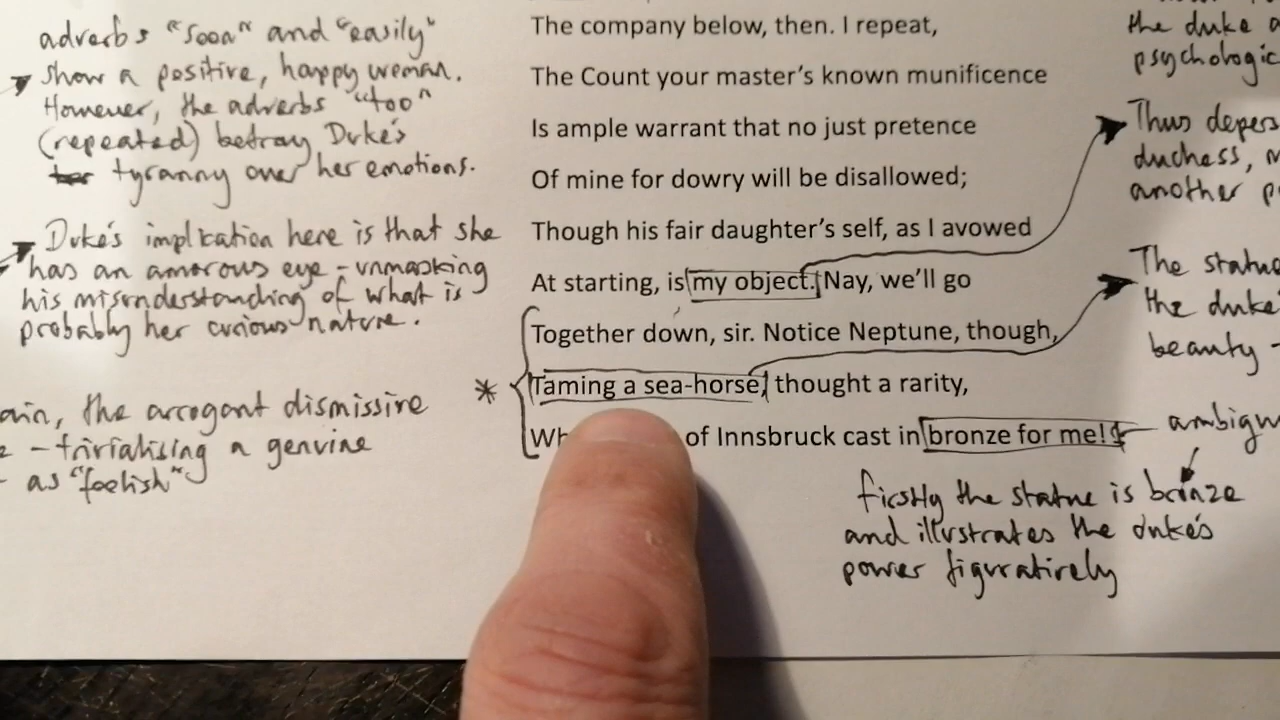 adverbs "soon" and "easily"
show a positive, happy woman.
However, the adverbs "too"
(repeated) betray Duke's
tyranny over her emotions.
Duke's implication here is that she
has an amorous eye - unmasking
his misunderstanding of what is
probably her curious nature.
the arrogant dismissive
- trivialising a genuine
- as "foolish"
The company below, then. I repeat,
The Count your master's known munificence
Is ample warrant that no just pretence
Of mine for dowry will be disallowed;
Though his fair daughter's self, as I avowed
At starting, is my object. Nay, we'll go
Together down, sir. Notice Neptune, though,
* Taming a sea-horse, thought a rarity,
of Innsbruck cast in bronze for me!
the duke
Thus
duchess,
another
The
the duke's
beauty -
firstly the statue is bronze
and illustrates the duke's
power figuratively